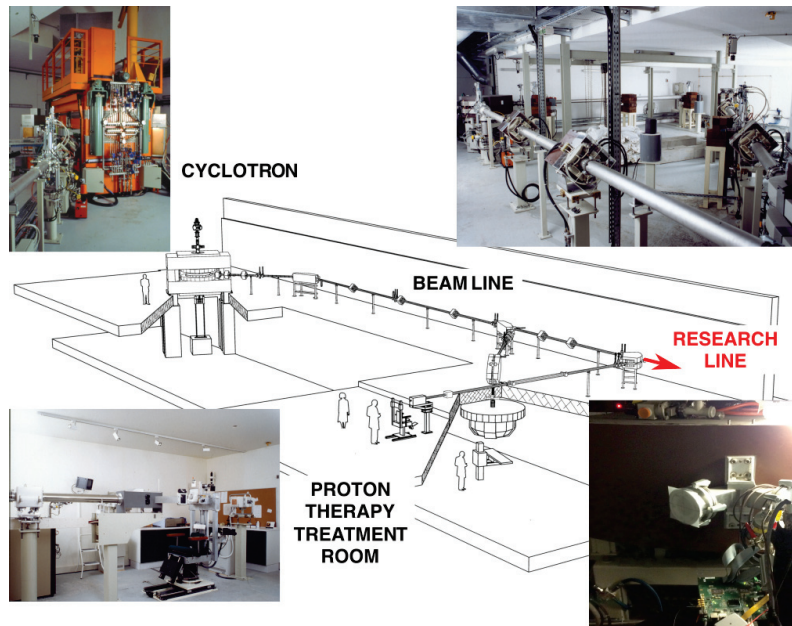 CYCLOTRON
BEAM LINE
RESEARCH
LINE
PROTON
THERAPY
TREATMENT
ROOM